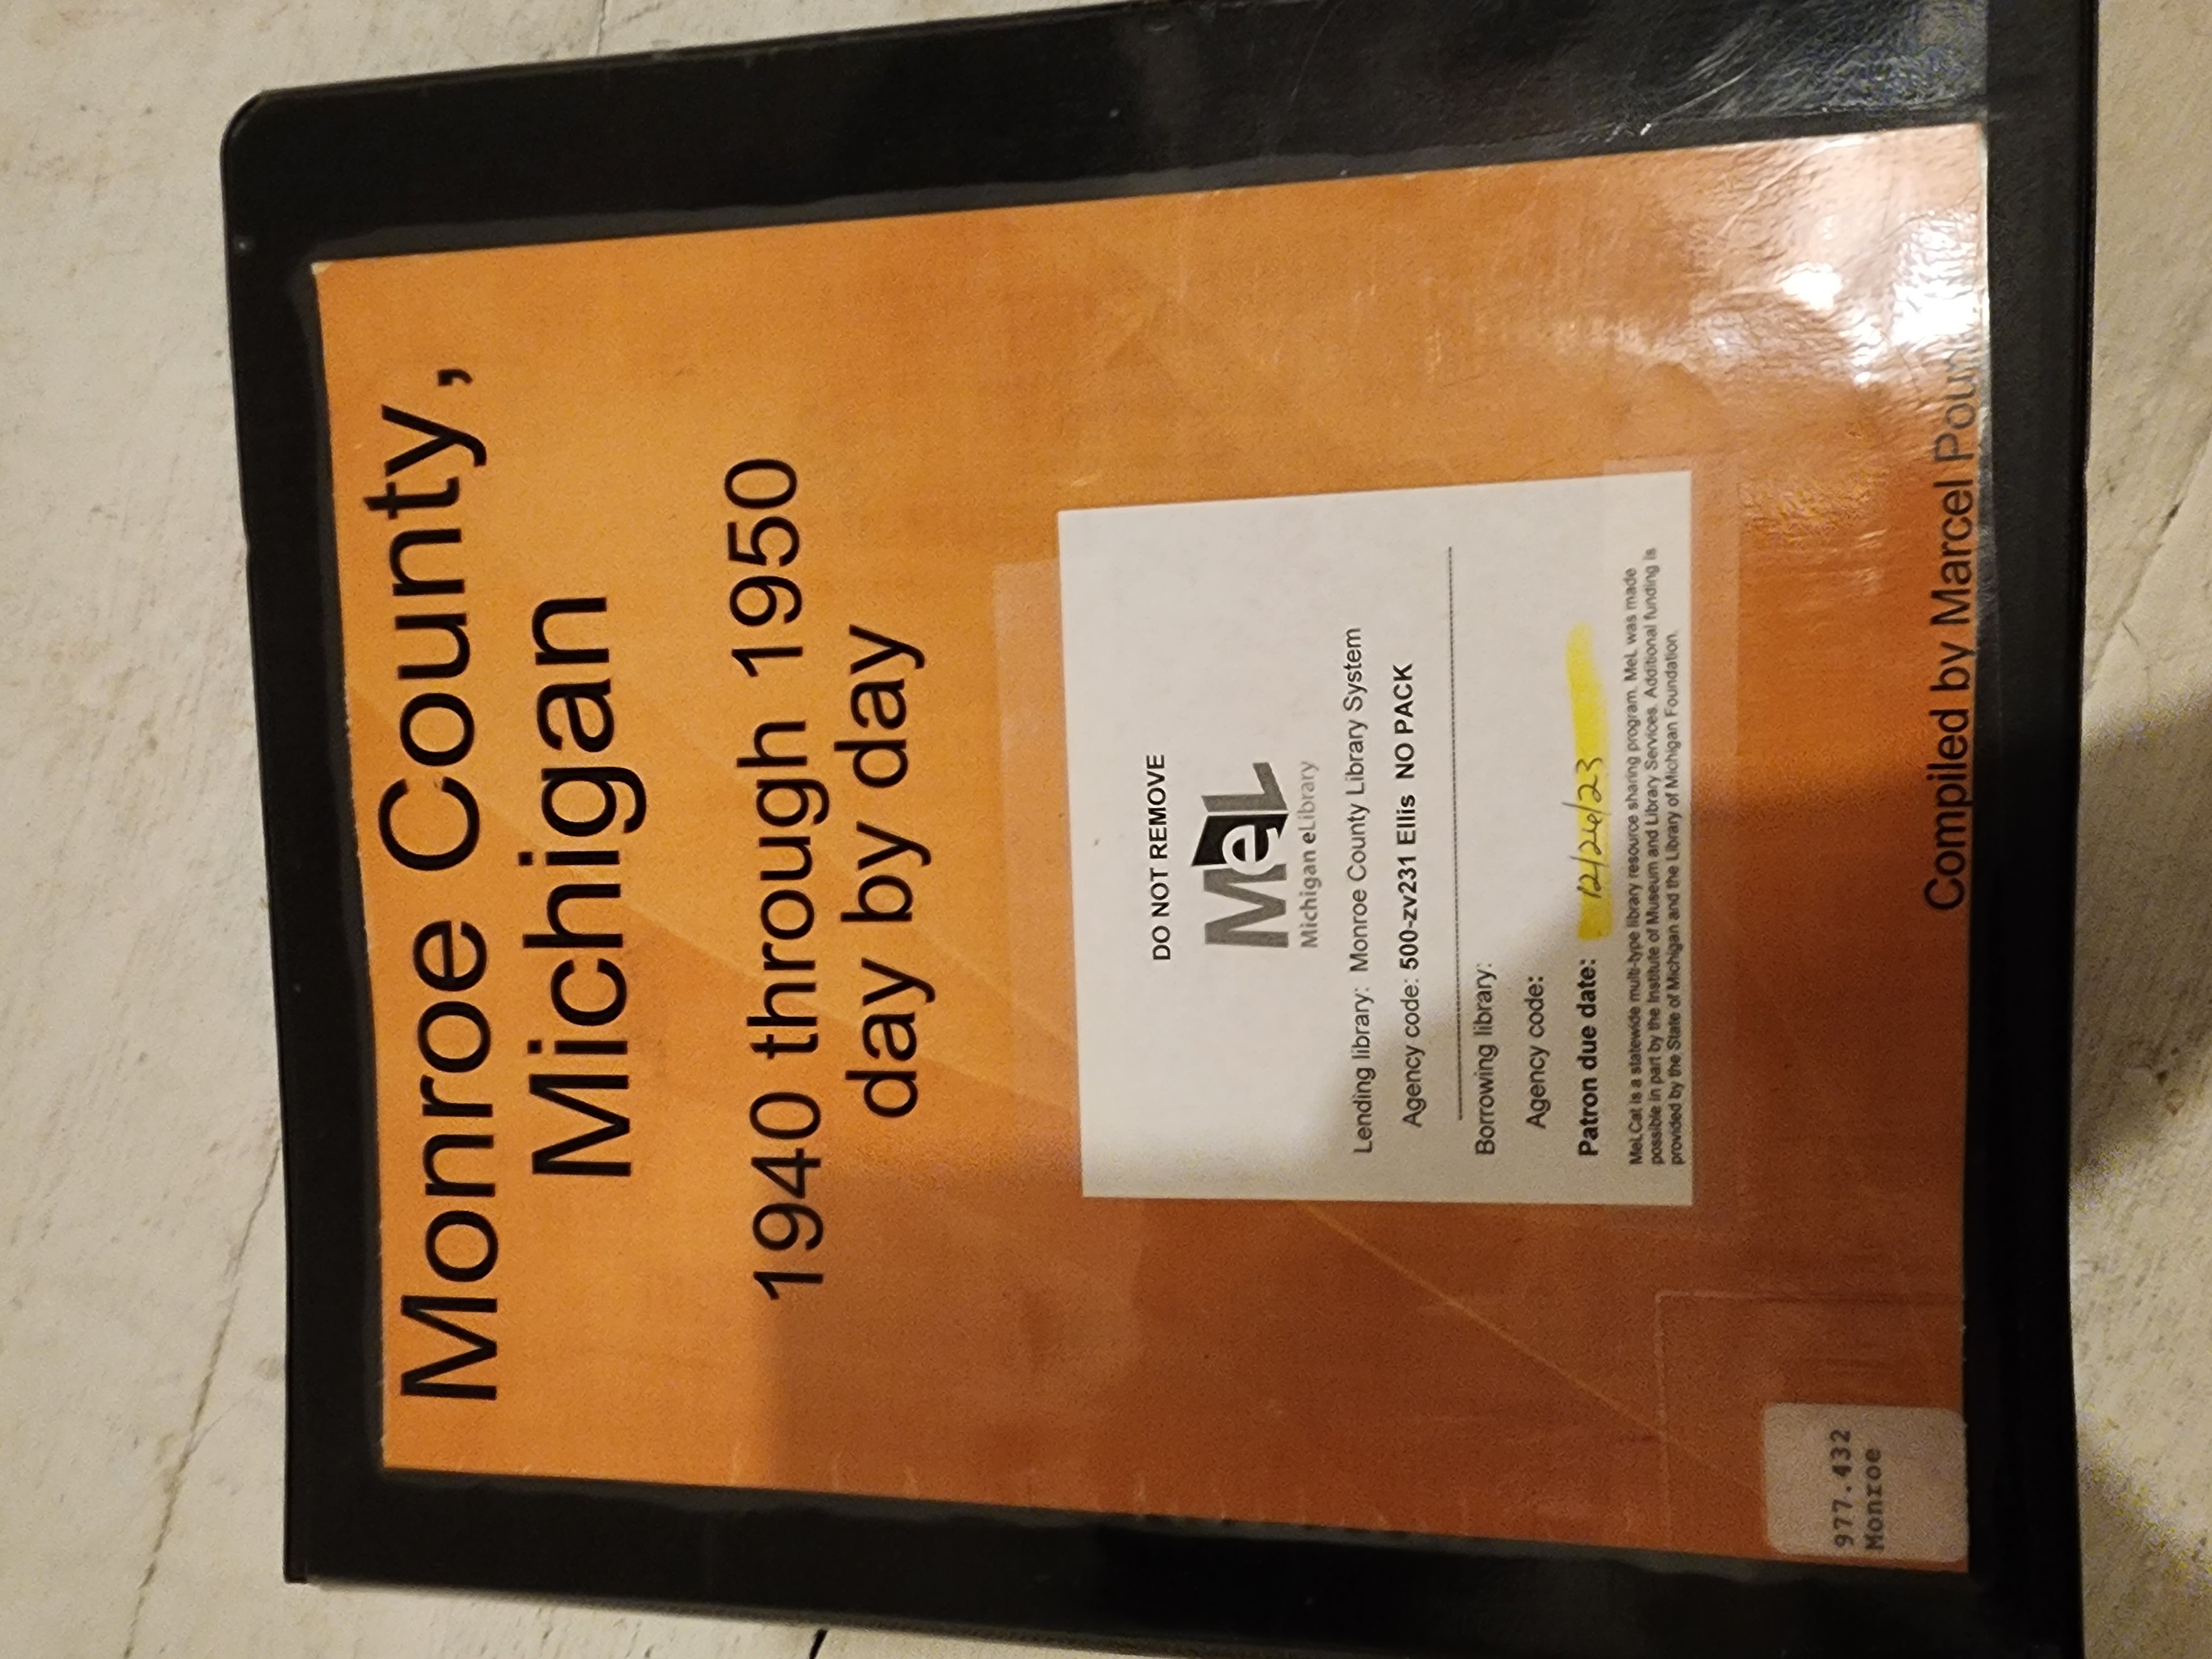 Monroe County,
Michigan
1940 through 1950
day by day
DO NOT REMOVE
MeL
Michigan eLibrary
Lending library: Monroe County Library System
Agency code: 500-zv231 Ellis NO PACK
Borrowing library:
Agency code:
Patron due date: 12/26/23
MeLCat is a statewide multi-type library resource sharing program. MeL was made
possible in part by the Institute of Museum and Library Services. Additional funding is
provided by the State of Michigan and the Library of Michigan Foundation.
977.432
Monroe
Compiled by Marcel